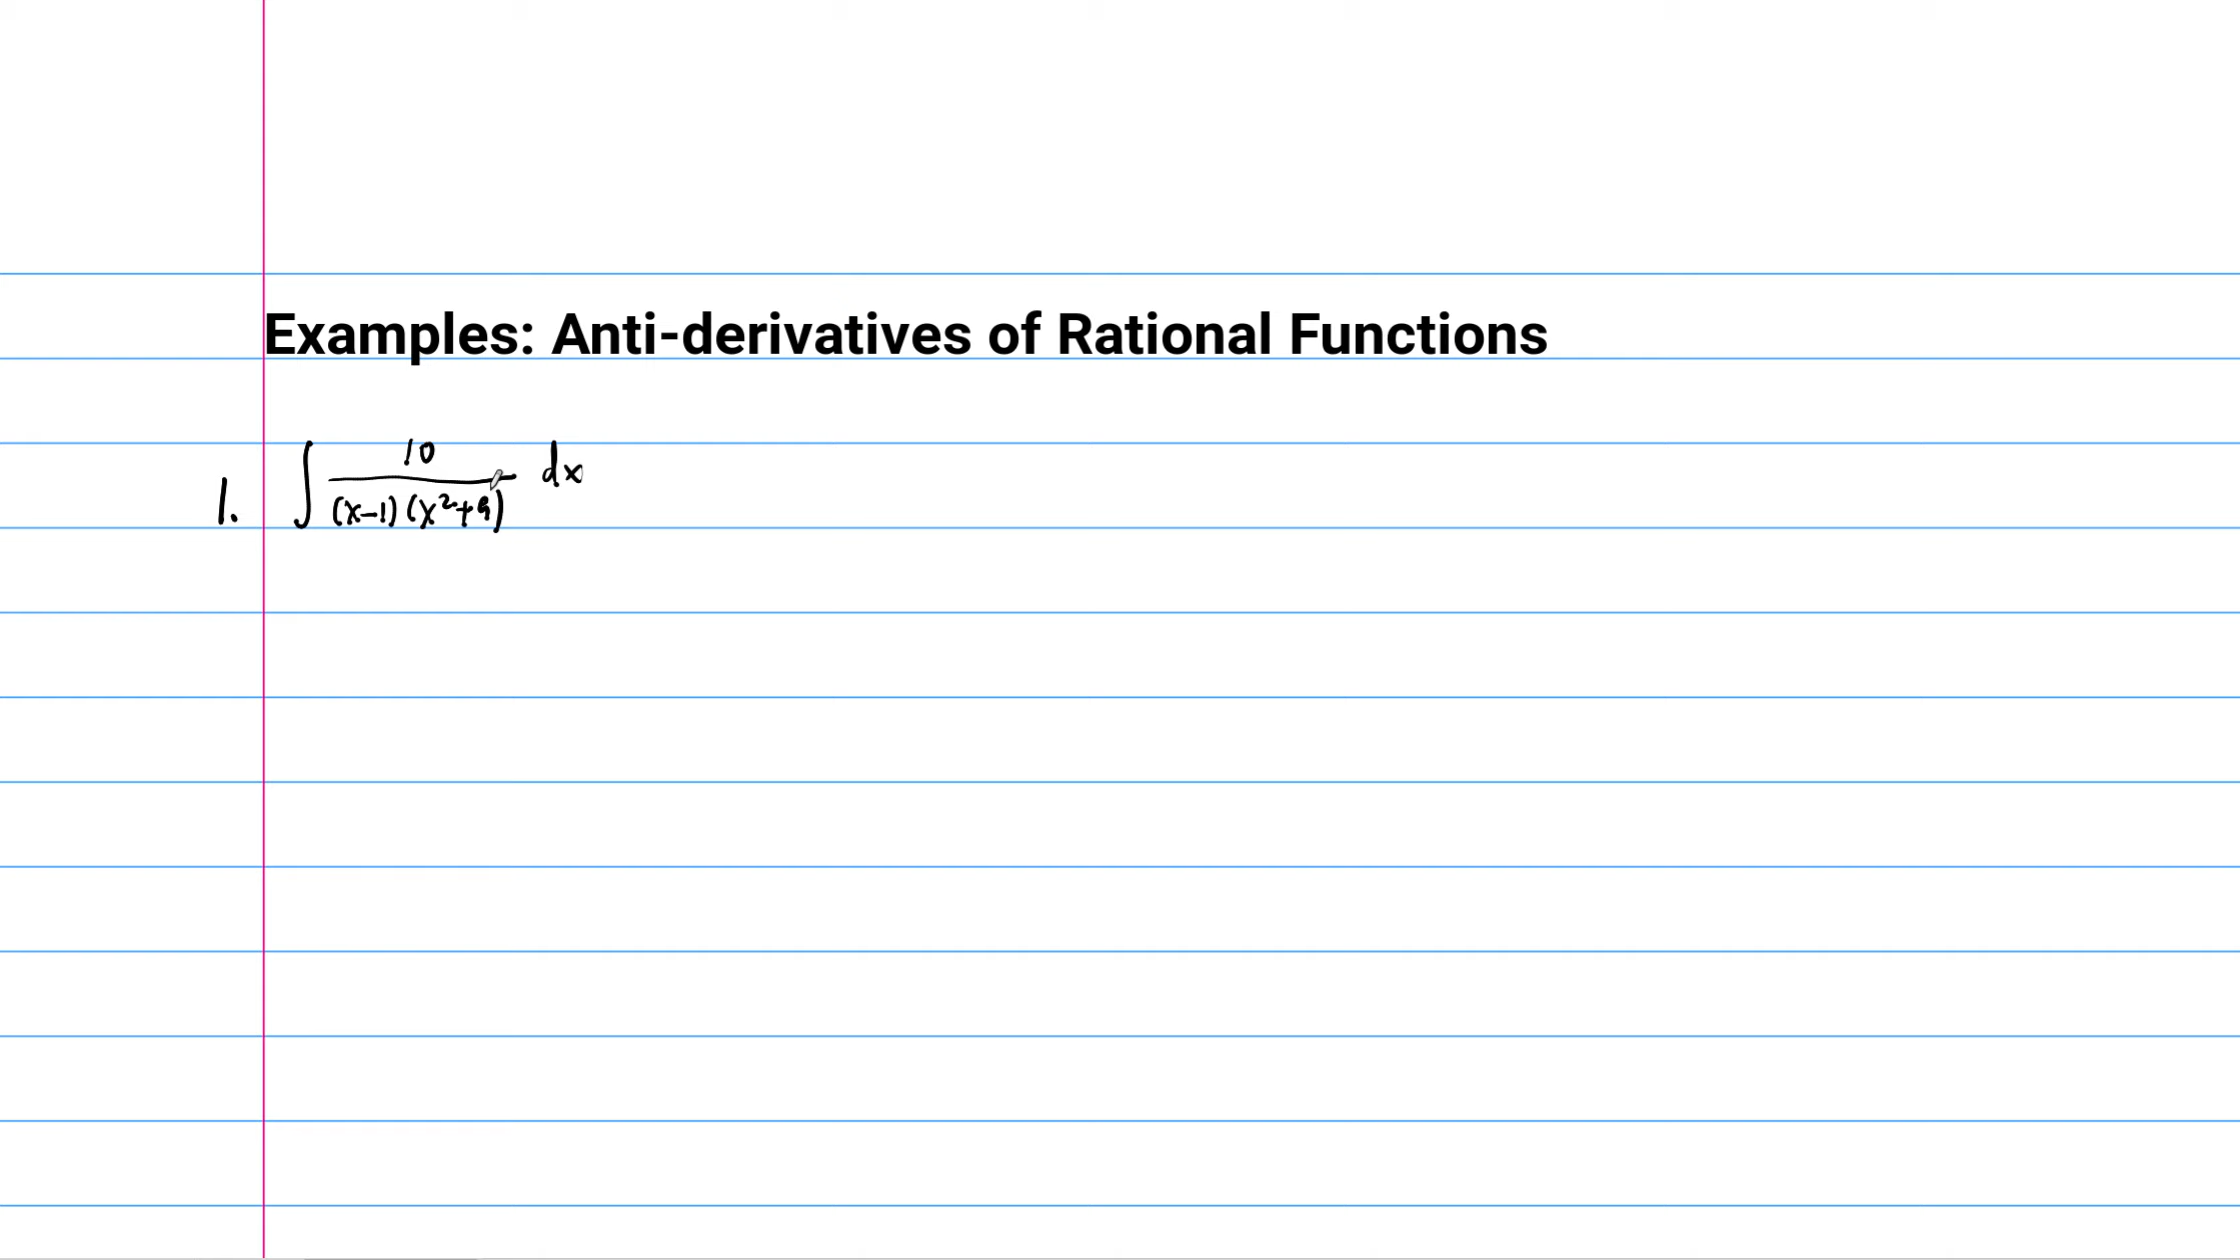 Examples: Anti-derivatives of Rational Functions
1. ∫ 10/((x-1)(x²+9)) dx